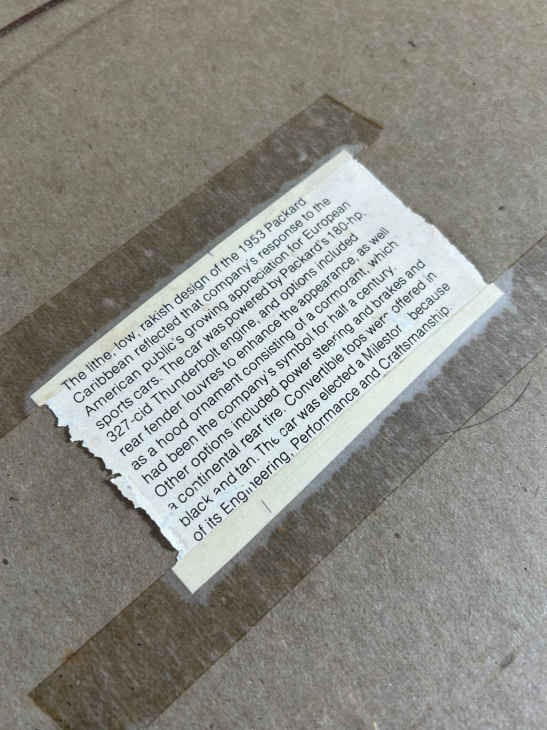 The lithe, low, rakish design of the 1953 Packard
Caribbean reflected that company's response to the
American public's growing appreciation for European
sports cars. The car was powered by Packard's 180-hp,
327-cid Thunderbolt engine, and options included
rear fender louvres to enhance the appearance, as well
as a hood ornament consisting of a cormorant, which
had been the company's symbol for half a century.
Other options included power steering and brakes and
a continental rear tire. Convertible tops were offered in
black and tan. The car was elected a Milestone because
of its Engineering, Performance and Craftsmanship.